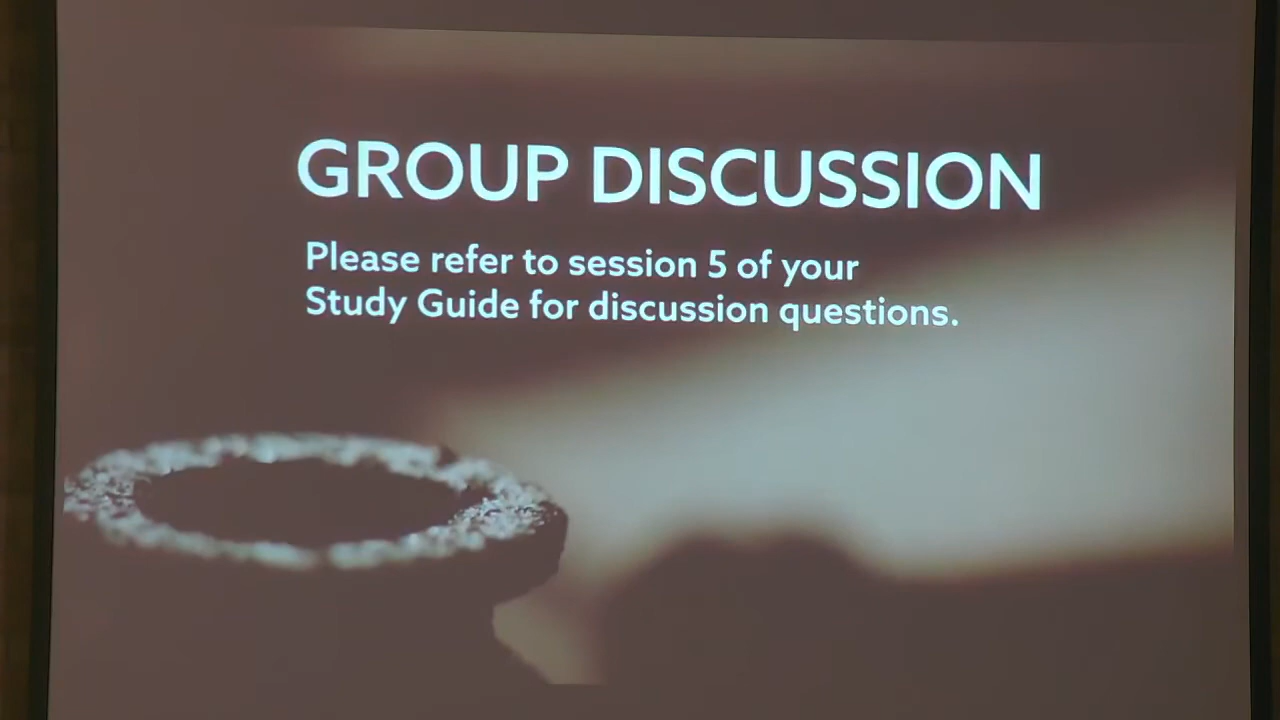 GROUP DISCUSSION
Please refer to session 5 of your
Study Guide for discussion questions.